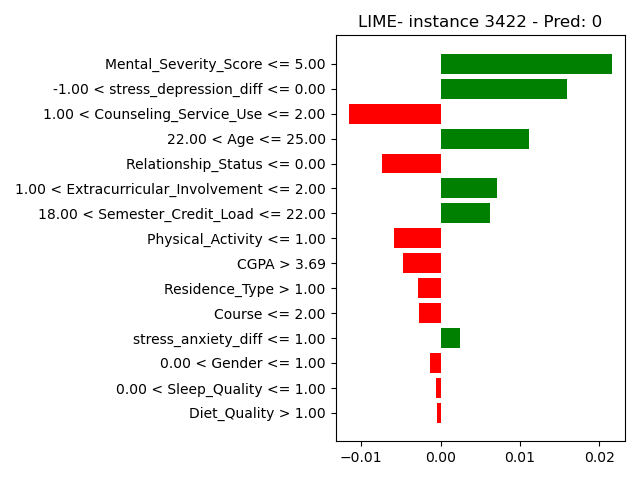 LIME- instance 3422 - Pred: 0
Mental_Severity_Score <= 5.00
-1.00 < stress_depression_diff <= 0.00
1.00 < Counseling_Service_Use <= 2.00
22.00 < Age <= 25.00
Relationship_Status <= 0.00
1.00 < Extracurricular_Involvement <= 2.00
18.00 < Semester_Credit_Load <= 22.00
Physical_Activity <= 1.00
CGPA > 3.69
Residence_Type > 1.00
Course <= 2.00
stress_anxiety_diff <= 1.00
0.00 < Gender <= 1.00
0.00 < Sleep_Quality <= 1.00
Diet_Quality > 1.00
−0.01 0.00 0.01 0.02